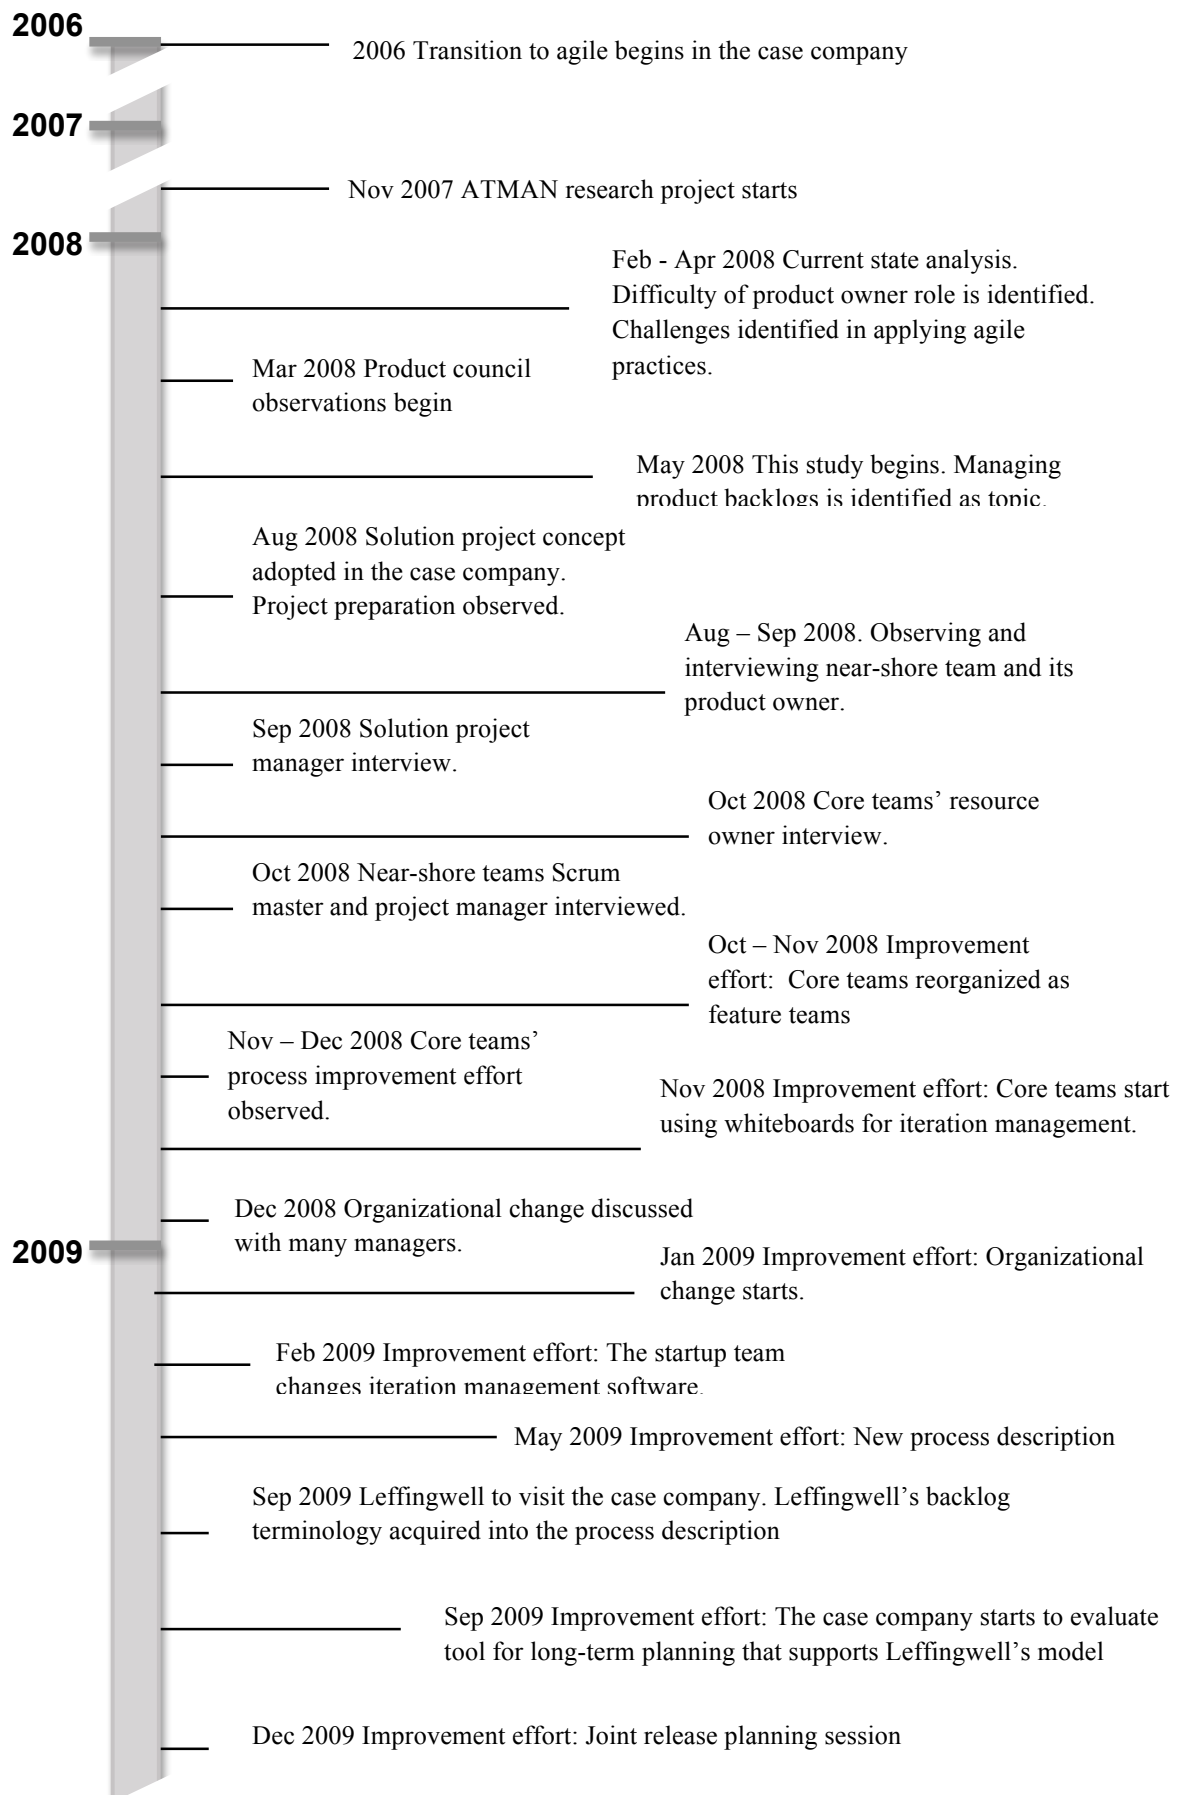 2006
2006 Transition to agile begins in the case company
2007
Nov 2007 ATMAN research project starts
2008
Feb - Apr 2008 Current state analysis.
Difficulty of product owner role is identified.
Challenges identified in applying agile
practices.
Mar 2008 Product council
observations begin
May 2008 This study begins. Managing
product backlogs is identified as topic.
Aug 2008 Solution project concept
adopted in the case company.
Project preparation observed.
Aug – Sep 2008. Observing and
interviewing near-shore team and its
product owner.
Sep 2008 Solution project
manager interview.
Oct 2008 Core teams’ resource
owner interview.
Oct 2008 Near-shore teams Scrum
master and project manager interviewed.
Oct – Nov 2008 Improvement
effort:  Core teams reorganized as
feature teams
Nov – Dec 2008 Core teams’
process improvement effort
observed.
Nov 2008 Improvement effort: Core teams start
using whiteboards for iteration management.
Dec 2008 Organizational change discussed
with many managers.
2009
Jan 2009 Improvement effort: Organizational
change starts.
Feb 2009 Improvement effort: The startup team
changes iteration management software.
May 2009 Improvement effort: New process description
Sep 2009 Leffingwell to visit the case company. Leffingwell’s backlog
terminology acquired into the process description
Sep 2009 Improvement effort: The case company starts to evaluate
tool for long-term planning that supports Leffingwell’s model
Dec 2009 Improvement effort: Joint release planning session